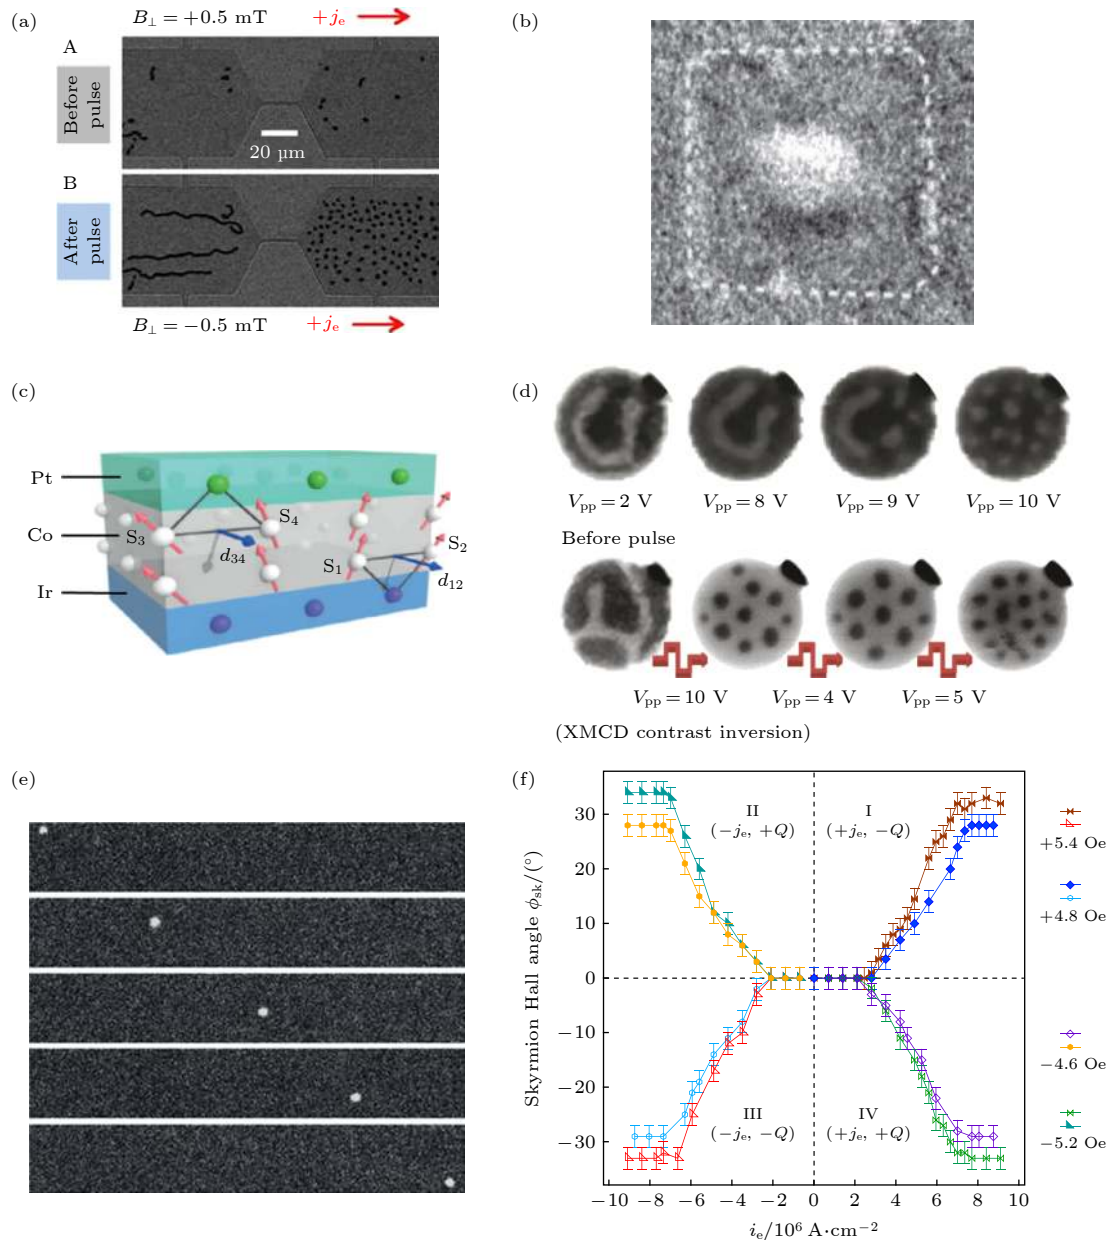 (a)
B⊥ = +0.5 mT +je
A
Before pulse
20 µm
B
After pulse
B⊥ = −0.5 mT +je
(b)
(c)
Pt
Co
Ir
S3
S4
d34
S1
S2
d12
(d)
Vpp = 2 V Vpp = 8 V Vpp = 9 V Vpp = 10 V
Before pulse
Vpp = 10 V Vpp = 4 V Vpp = 5 V
(XMCD contrast inversion)
(e)
(f)
Skyrmion Hall angle ϕsk/(°)
30
20
10
0
−10
−20
−30
II
(−je, +Q)
I
(+je, −Q)
III
(−je, −Q)
IV
(+je, +Q)
+5.4 Oe
+4.8 Oe
−4.6 Oe
−5.2 Oe
−10 −8 −6 −4 −2 0 2 4 6 8 10
ie/10⁶ A·cm⁻²